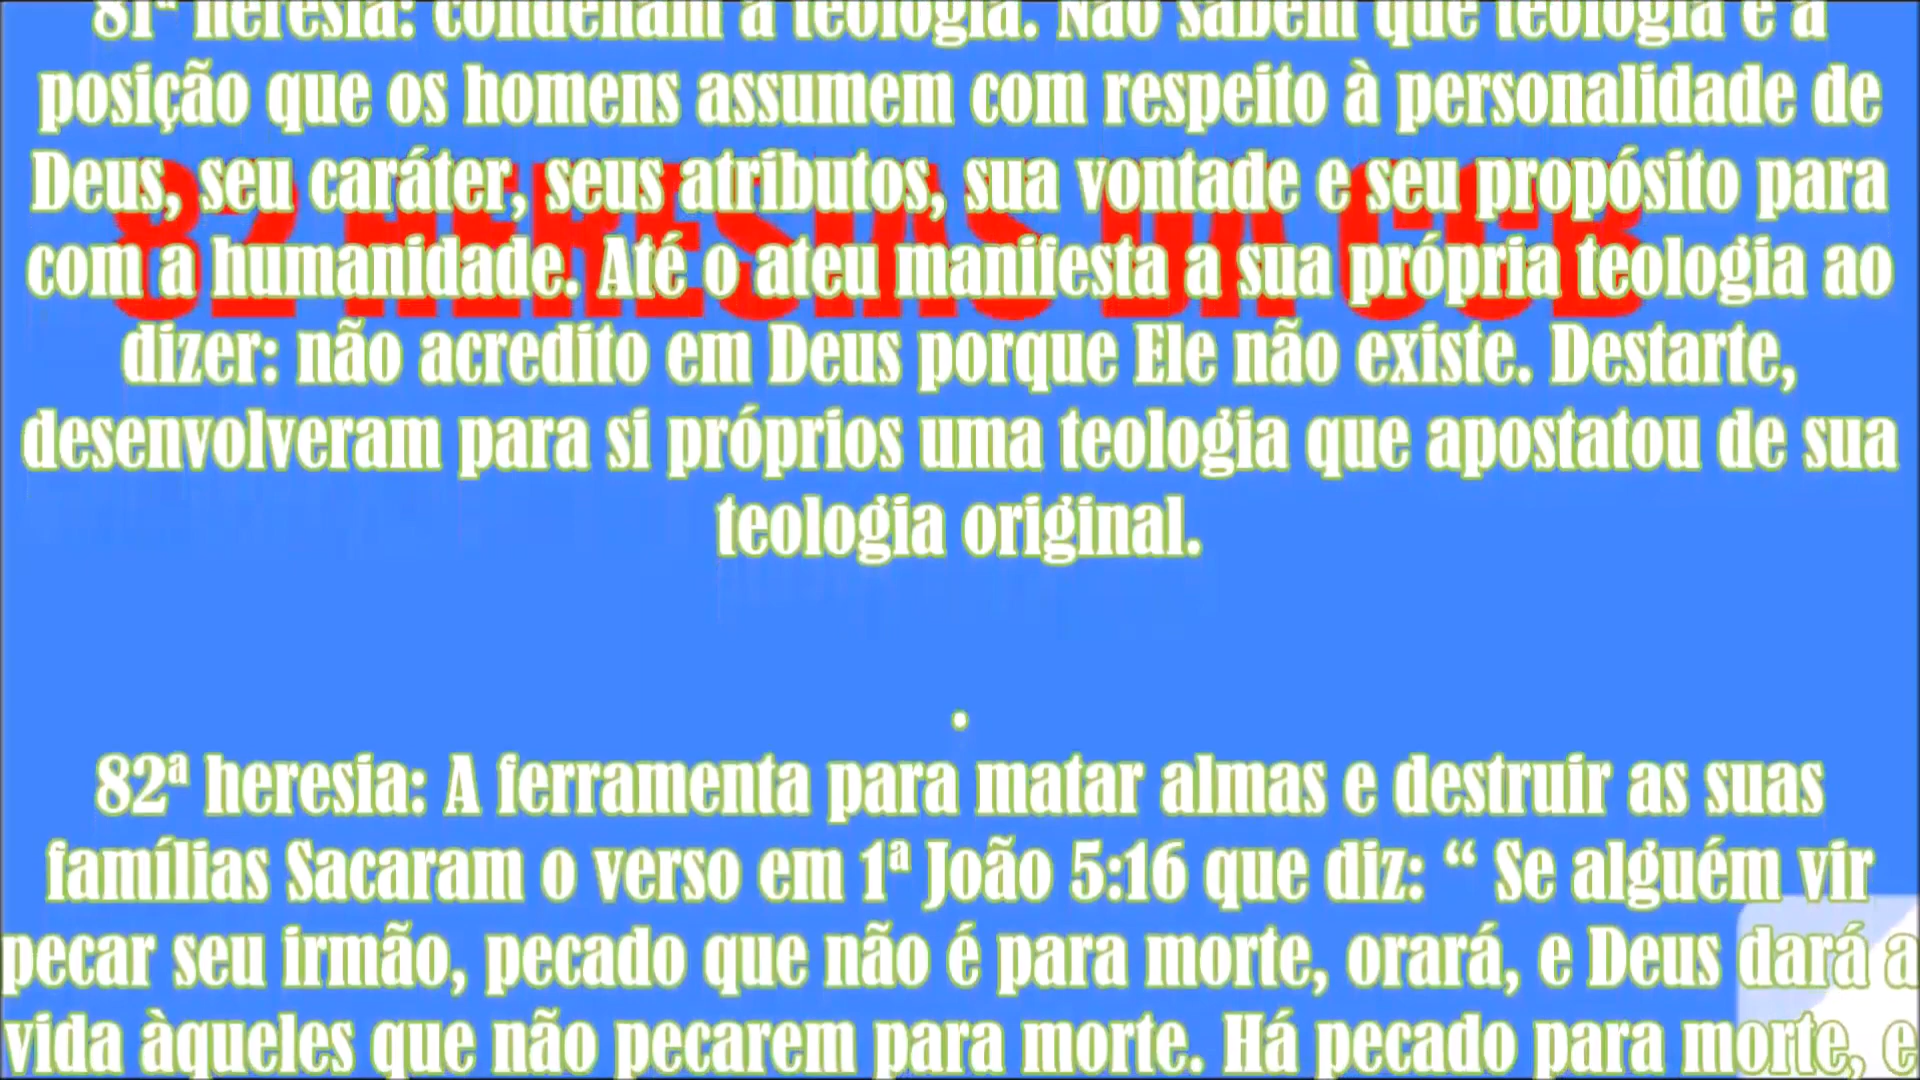 81ª heresia: condenam a teologia. Não sabem que teologia é a
posição que os homens assumem com respeito à personalidade de
Deus, seu caráter, seus atributos, sua vontade e seu propósito para
com a humanidade. Até o ateu manifesta a sua própria teologia ao
dizer: não acredito em Deus porque Ele não existe. Destarte,
desenvolveram para si próprios uma teologia que apostatou de sua
teologia original.
.
82ª heresia: A ferramenta para matar almas e destruir as suas
famílias Sacaram o verso em 1ª João 5:16 que diz: “ Se alguém vir
pecar seu irmão, pecado que não é para morte, orará, e Deus dará a
vida àqueles que não pecarem para morte. Há pecado para morte, e
82 HERESIAS DA CCB